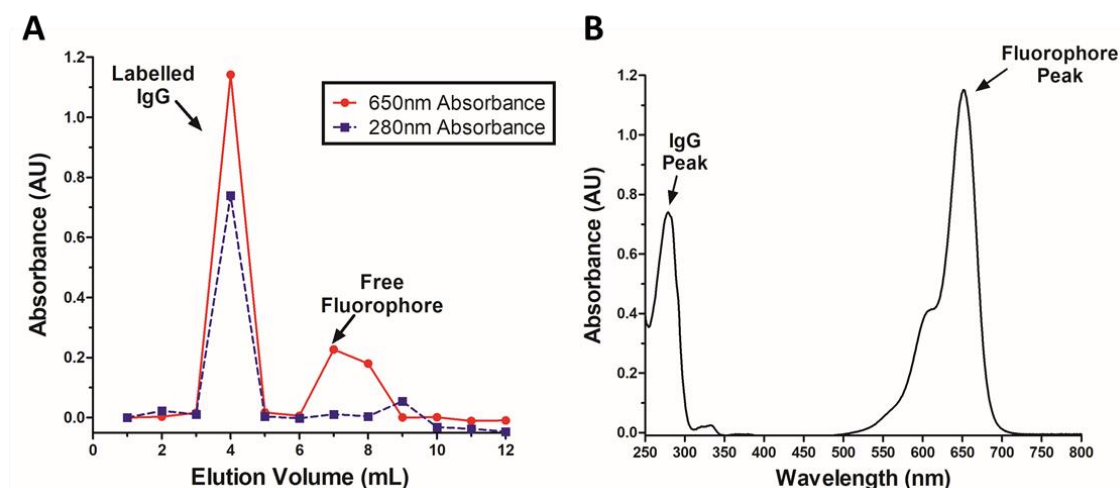 A
Absorbance (AU)
1.2
1.0
0.8
0.6
0.4
0.2
0.0
0
2
4
6
8
10
12
Elution Volume (mL)
Labelled
IgG
650nm Absorbance
280nm Absorbance
Free
Fluorophore
B
Absorbance (AU)
1.2
1.0
0.8
0.6
0.4
0.2
0.0
250
300
350
400
450
500
550
600
650
700
750
800
Wavelength (nm)
IgG
Peak
Fluorophore
Peak